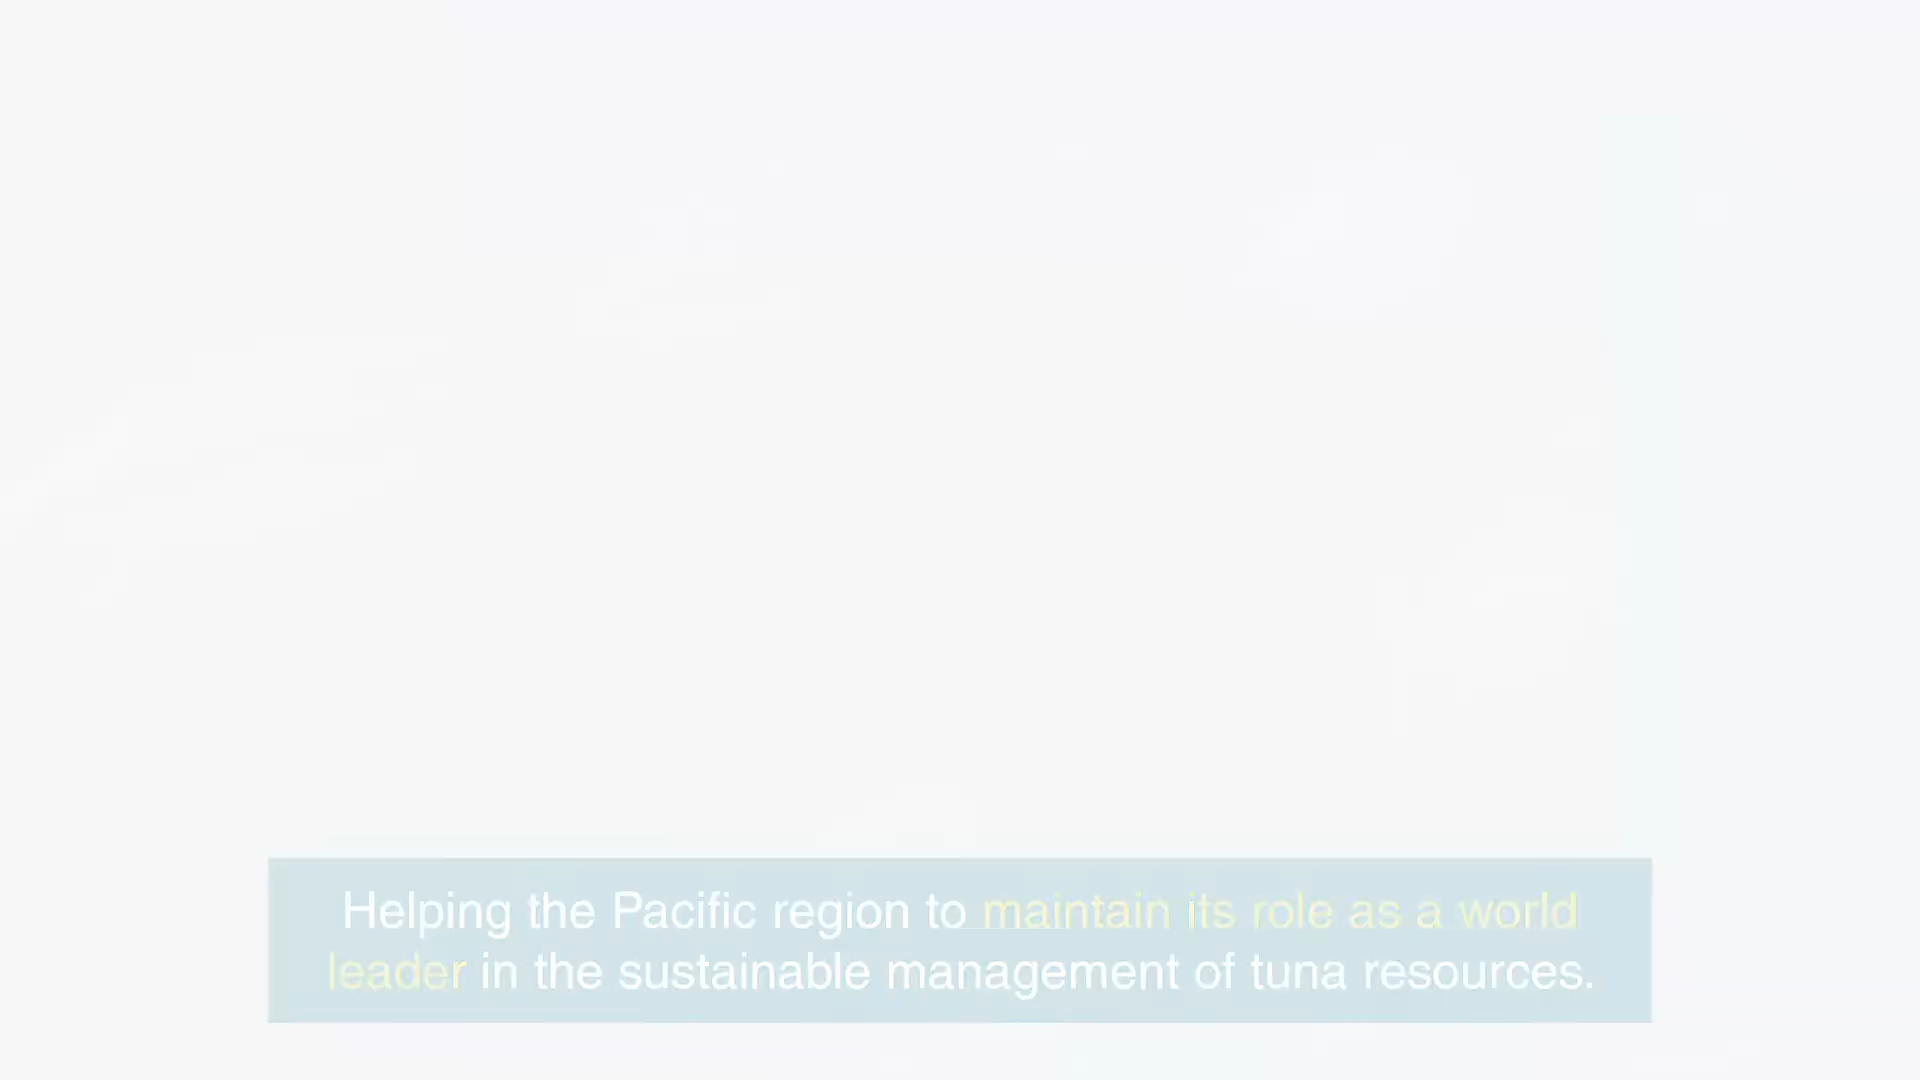 Helping the Pacific region to maintain its role as a world
leader in the sustainable management of tuna resources.